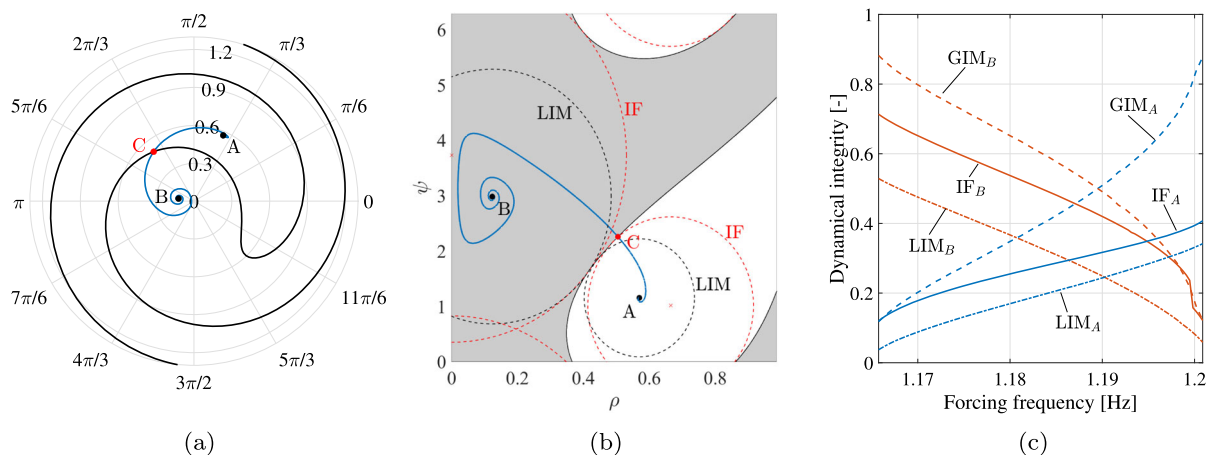 π/2
2π/3
π/3
1.2
5π/6
0.9
π/6
0.6
C
A
0.3
B
π
0
0
7π/6
11π/6
4π/3
5π/3
3π/2
(a)
6
5
4
3
2
1
0
ψ
LIM
IF
B
C
IF
LIM
A
0
0.2
0.4
0.6
0.8
ρ
(b)
1
0.8
0.6
0.4
0.2
0
Dynamical integrity [-]
GIM_B
GIM_A
IF_B
IF_A
LIM_B
LIM_A
1.17
1.18
1.19
1.2
Forcing frequency [Hz]
(c)